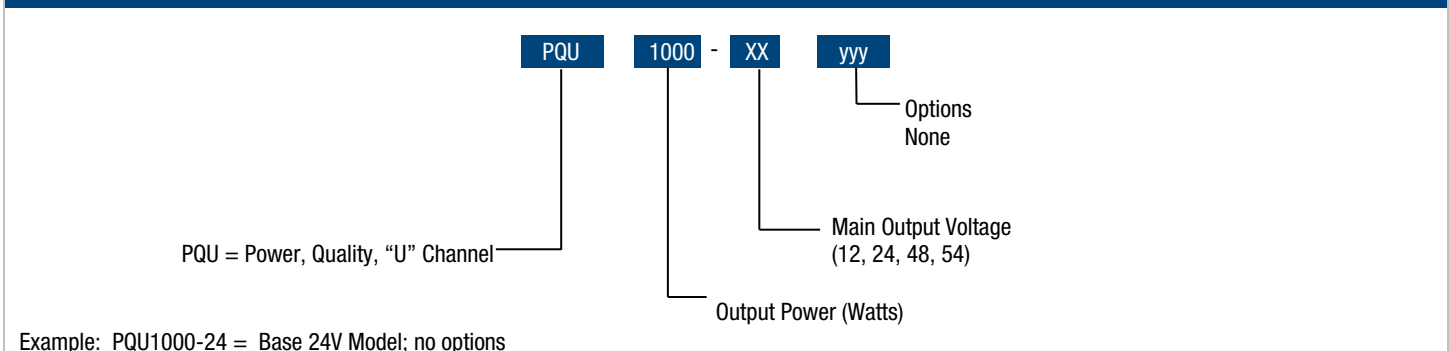 PQU 1000 - XX yyy
Options
None
Main Output Voltage
(12, 24, 48, 54)
PQU = Power, Quality, “U” Channel
Output Power (Watts)
Example: PQU1000-24 = Base 24V Model; no options